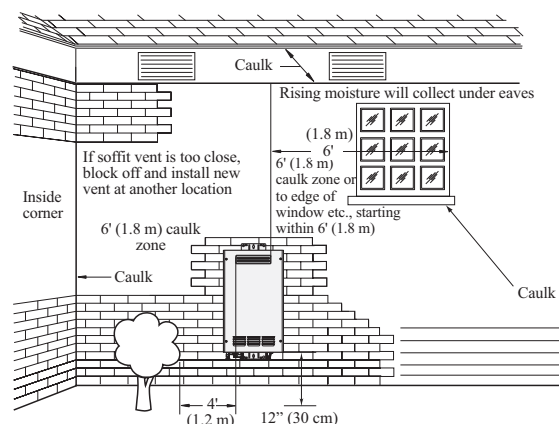 Caulk
Rising moisture will collect under eaves
(1.8 m)
6'
6' (1.8 m)
caulk zone or
to edge of
window etc., starting
within 6' (1.8 m)
If soffit vent is too close,
block off and install new
vent at another location
Inside
corner
6' (1.8 m) caulk
zone
Caulk
Caulk
4'
(1.2 m)
12” (30 cm)